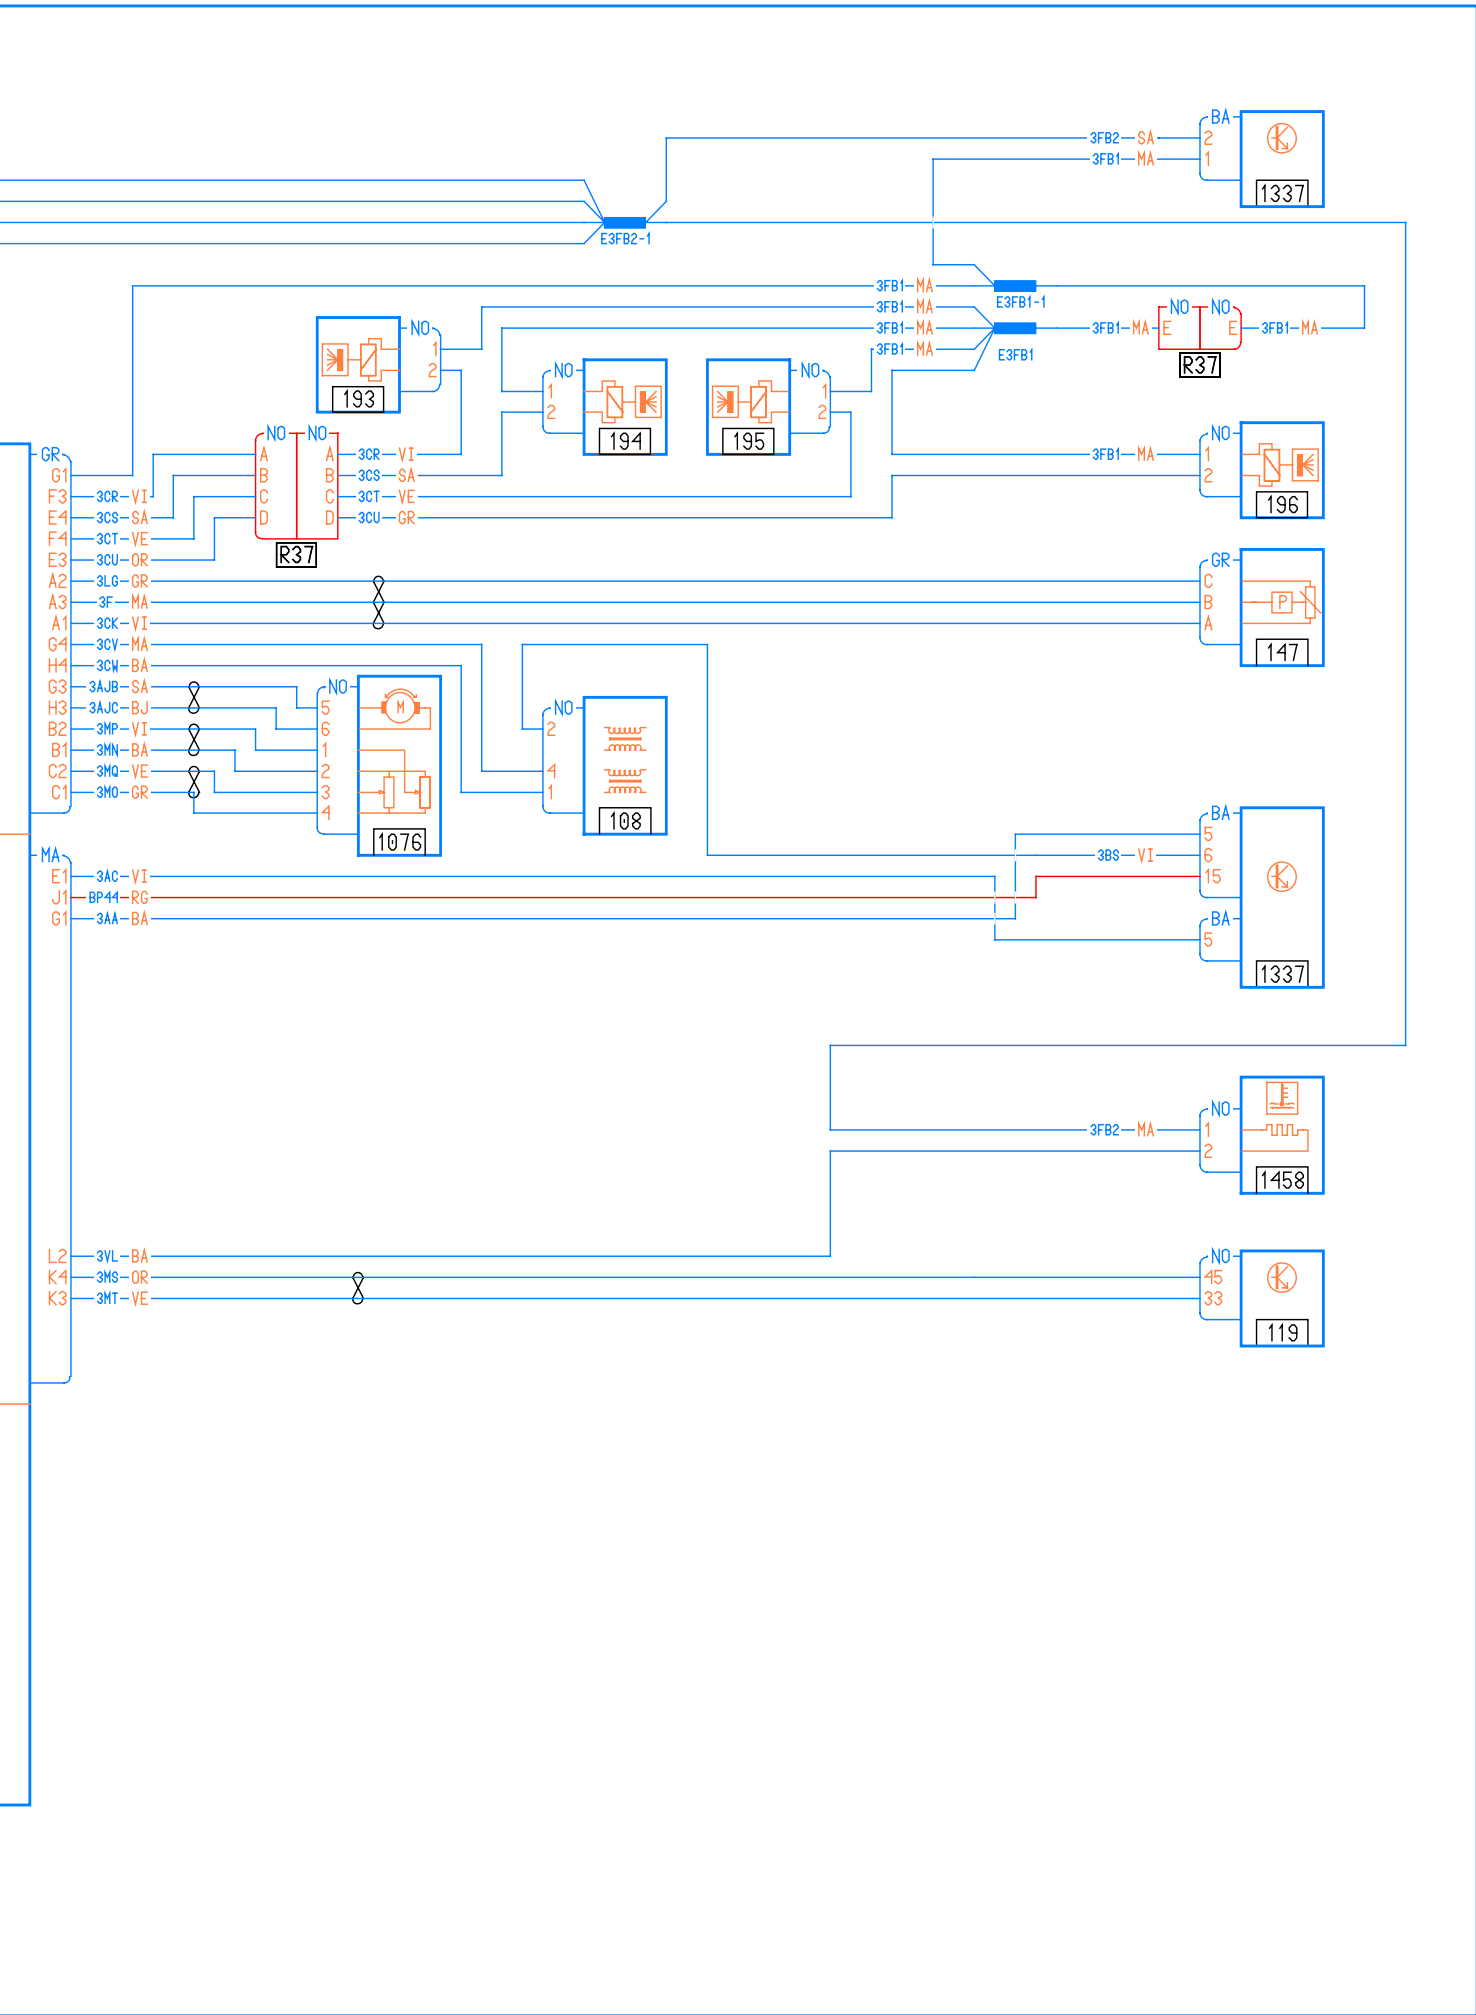 BA
3FB2 SA 2
3FB1 MA 1
1337
E3FB2-1
3FB1 MA
E3FB1-1
3FB1 MA
NO NO
NO 3FB1 MA 3FB1 MA E E 3FB1 MA
1 3FB1 MA E3FB1
R37
2 NO NO
193 1 1
2 2
194 195
NO NO NO
GR A A 3CR VI 3FB1 MA 1
G1 B B 3CS SA 2
F3 3CR VI C C 3CT VE
196
E4 3CS SA D D 3CU GR
F4 3CT VE
R37
E3 3CU OR GR
A2 3LG GR C
A3 3F MA B P
A1 3CK VI A
G4 3CV MA 147
H4 3CW BA
G3 3AJB SA NO
H3 3AJC BJ 5 M NO
B2 3MP VI 6 2
B1 3MN BA 1
C2 3MQ VE 2 4
C1 3MO GR 3 1
4 BA
108
1076 5
MA 3BS VI 6
E1 3AC VI 15
J1 BP44 RG
G1 3AA BA BA
5
1337
NO
3FB2 MA 1
2
1458
L2 3VL BA NO
K4 3MS OR 45
K3 3MT VE 33
119